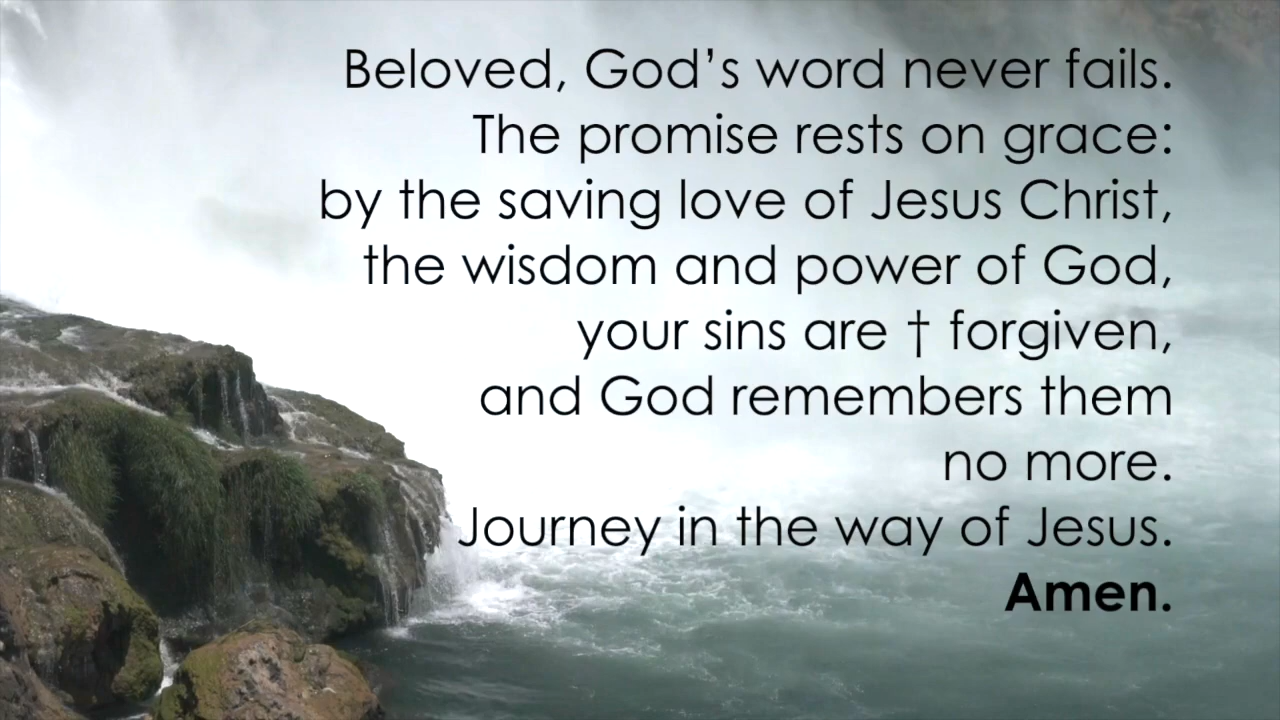 Beloved, God’s word never fails.
The promise rests on grace:
by the saving love of Jesus Christ,
the wisdom and power of God,
your sins are † forgiven,
and God remembers them
no more.
Journey in the way of Jesus.
Amen.